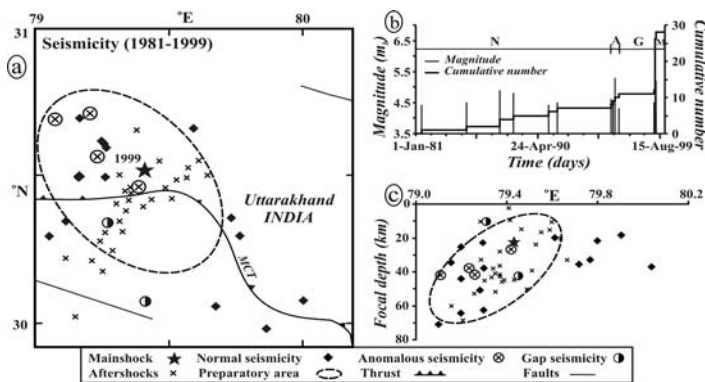 79 °E 80
31
Seismicity (1981-1999)
a
1999
°N
Uttarakhand
INDIA
MCT
30
b
N A G M
Magnitude (mb)
6.5
5.5
4.5
3.5
Magnitude
Cumulative number
30
20
10
0
Cumulative number
1-Jan-81 24-Apr-90 15-Aug-99
Time (days)
c
79.0 79.4 °E 79.8 80.2
Focal depth (km)
0
20
40
60
80
Mainshock Normal seismicity Anomalous seismicity Gap seismicity
Aftershocks Preparatory area Thrust Faults